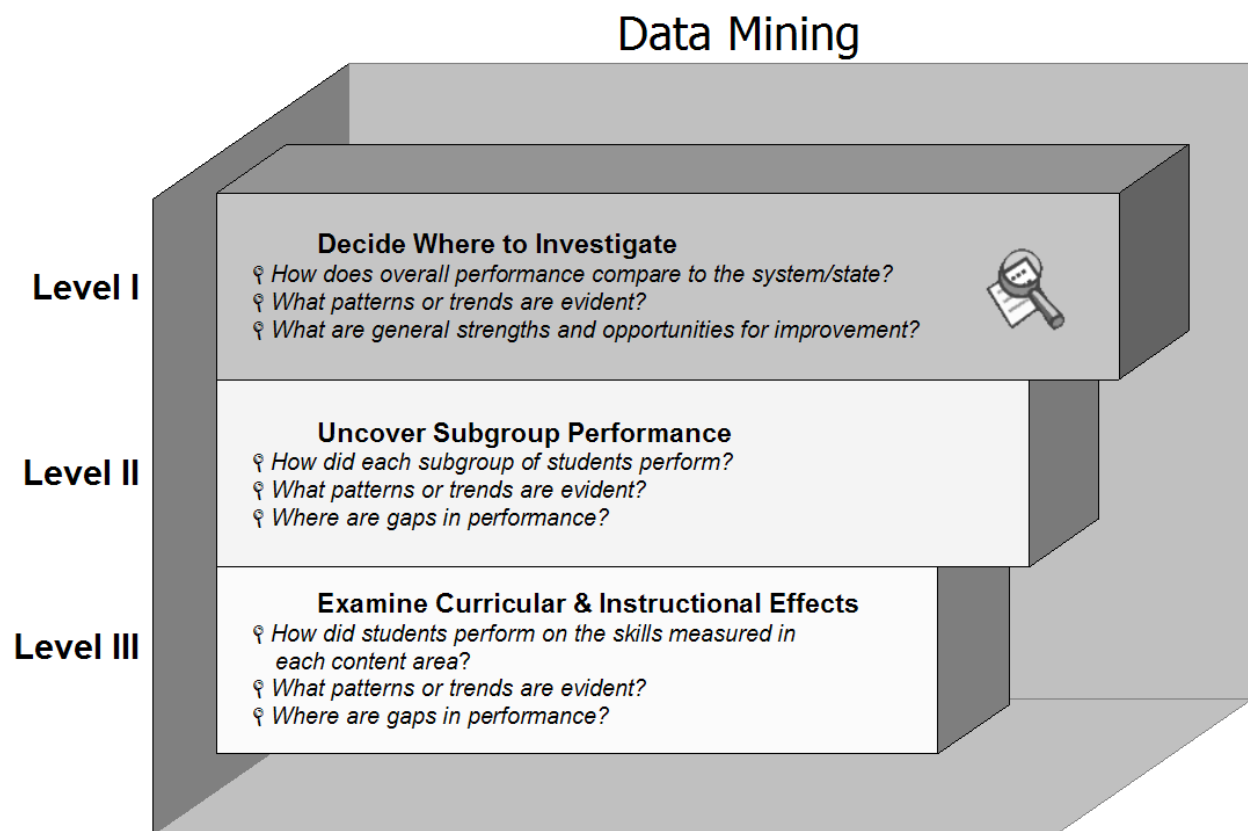 Data Mining
Level I
Decide Where to Investigate
How does overall performance compare to the system/state?
What patterns or trends are evident?
What are general strengths and opportunities for improvement?
Level II
Uncover Subgroup Performance
How did each subgroup of students perform?
What patterns or trends are evident?
Where are gaps in performance?
Level III
Examine Curricular & Instructional Effects
How did students perform on the skills measured in
each content area?
What patterns or trends are evident?
Where are gaps in performance?